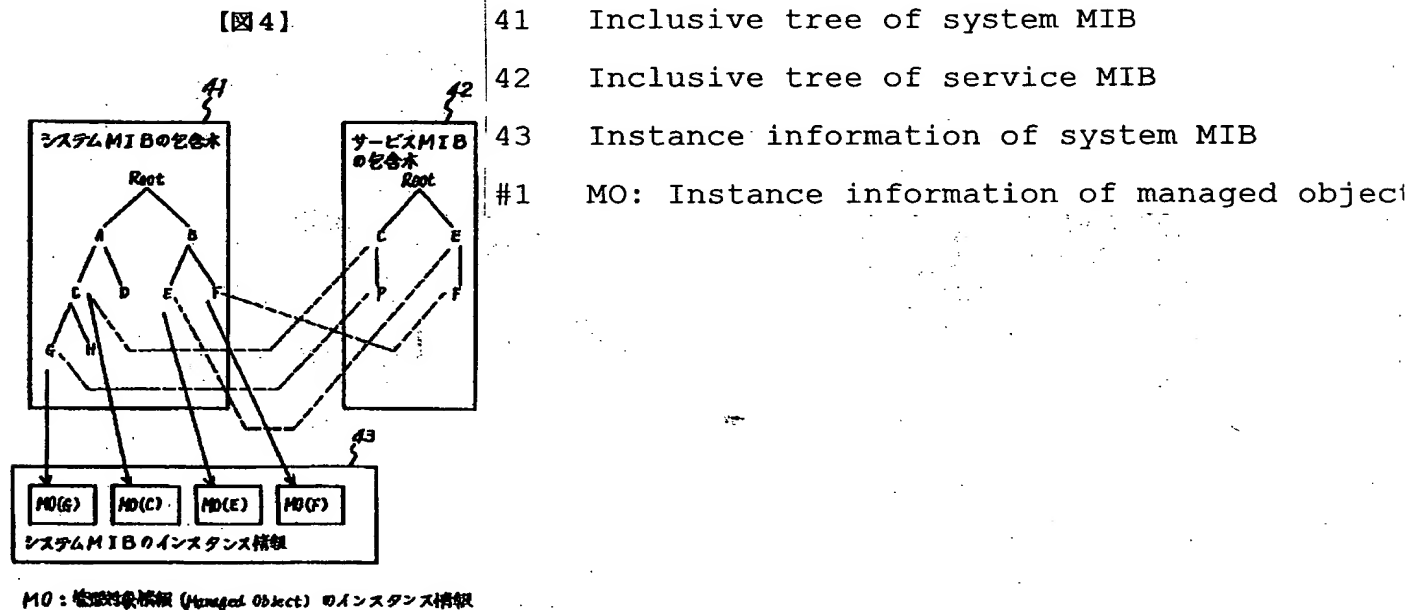 【図4】
41 Inclusive tree of system MIB
42 Inclusive tree of service MIB
43 Instance information of system MIB
#1 MO: Instance information of managed objec
41
42
システムMIBの包含木
サービスMIB
の包含木
Root
Root
A B
C E
C D E F
P F
G H
43
MO(G) MO(C) MO(E) MO(F)
システムMIBのインスタンス情報
MO:管理対象情報 (Managed Object) のインスタンス情報